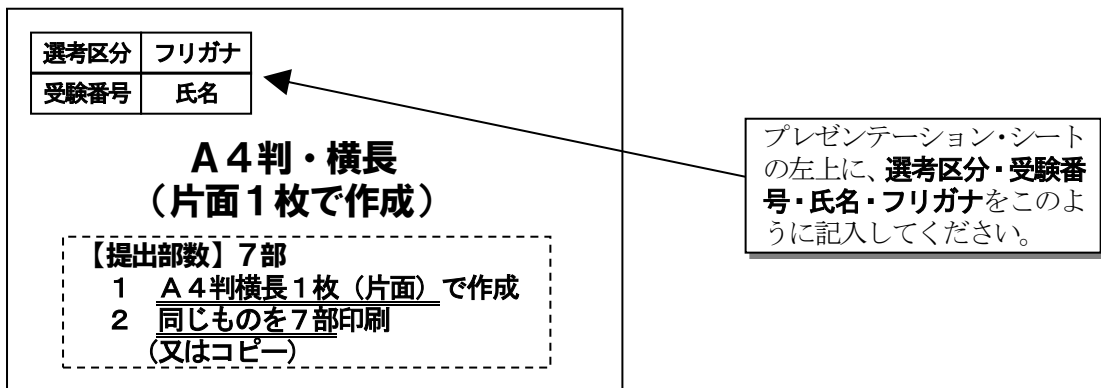 選考区分 フリガナ
受験番号 氏名
A4判・横長
（片面1枚で作成）
【提出部数】7部
1 A4判横長1枚（片面）で作成
2 同じものを7部印刷
（又はコピー）
プレゼンテーション・シート
の左上に、選考区分・受験番
号・氏名・フリガナをこのよ
うに記入してください。